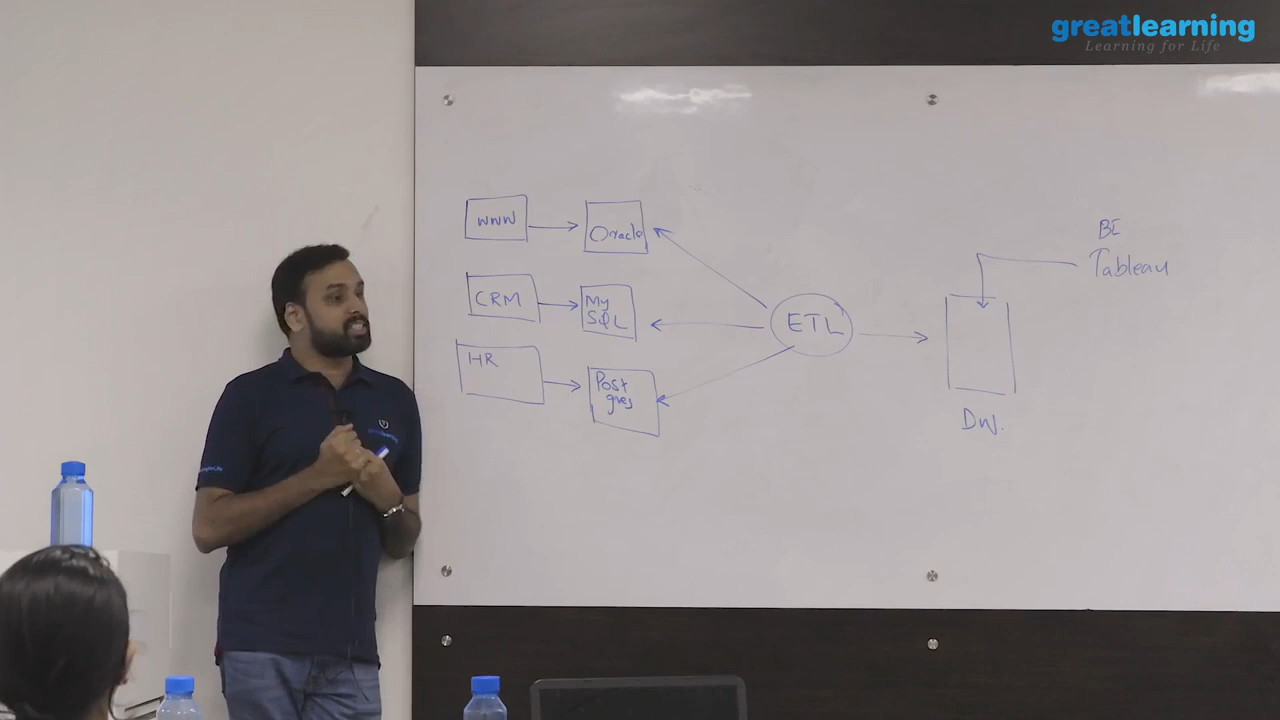 greatlearning
Learning for Life
WWW
Oracle
CRM
My
SQL
HR
Post
gres
ETL
BI
Tableau
DW.